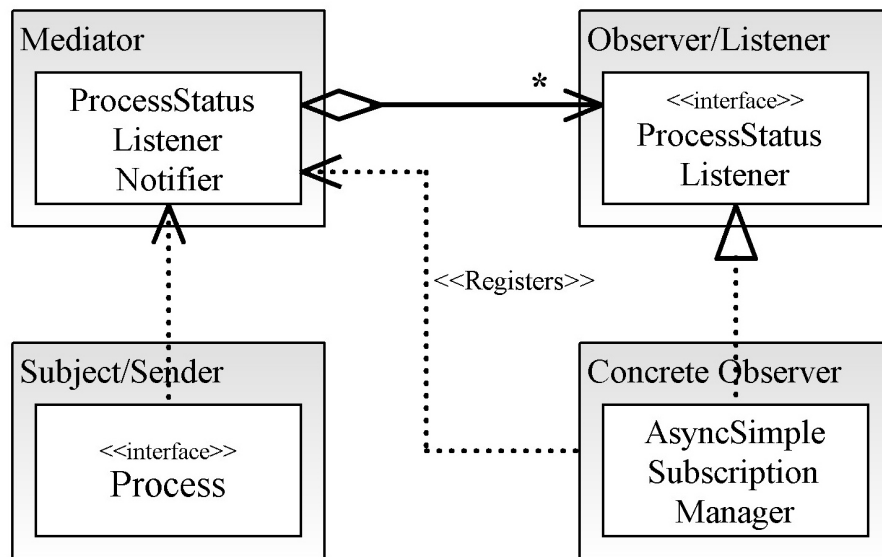 Mediator
ProcessStatus
Listener
Notifier
*
Observer/Listener
<<interface>>
ProcessStatus
Listener
<<Registers>>
Subject/Sender
<<interface>>
Process
Concrete Observer
AsyncSimple
Subscription
Manager